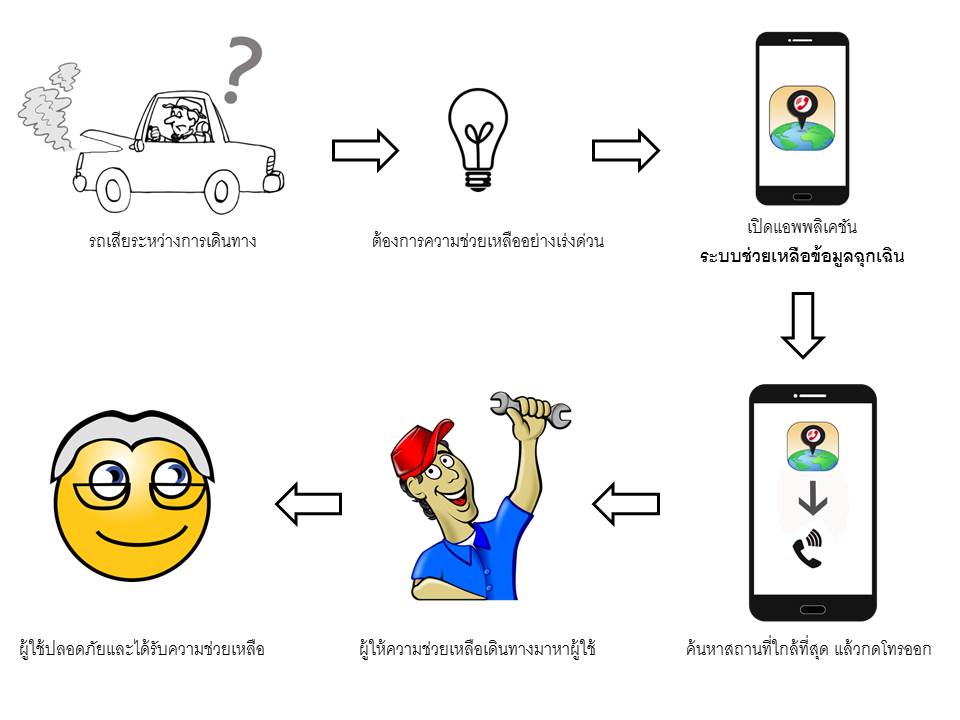 ?
รถเสียระหว่างการเดินทาง
ต้องการความช่วยเหลืออย่างเร่งด่วน
เปิดแอพพลิเคชัน
ระบบช่วยเหลือข้อมูลฉุกเฉิน
ค้นหาสถานที่ใกล้ที่สุด แล้วกดโทรออก
ผู้ให้ความช่วยเหลือเดินทางมาหาผู้ใช้
ผู้ใช้ปลอดภัยและได้รับความช่วยเหลือ